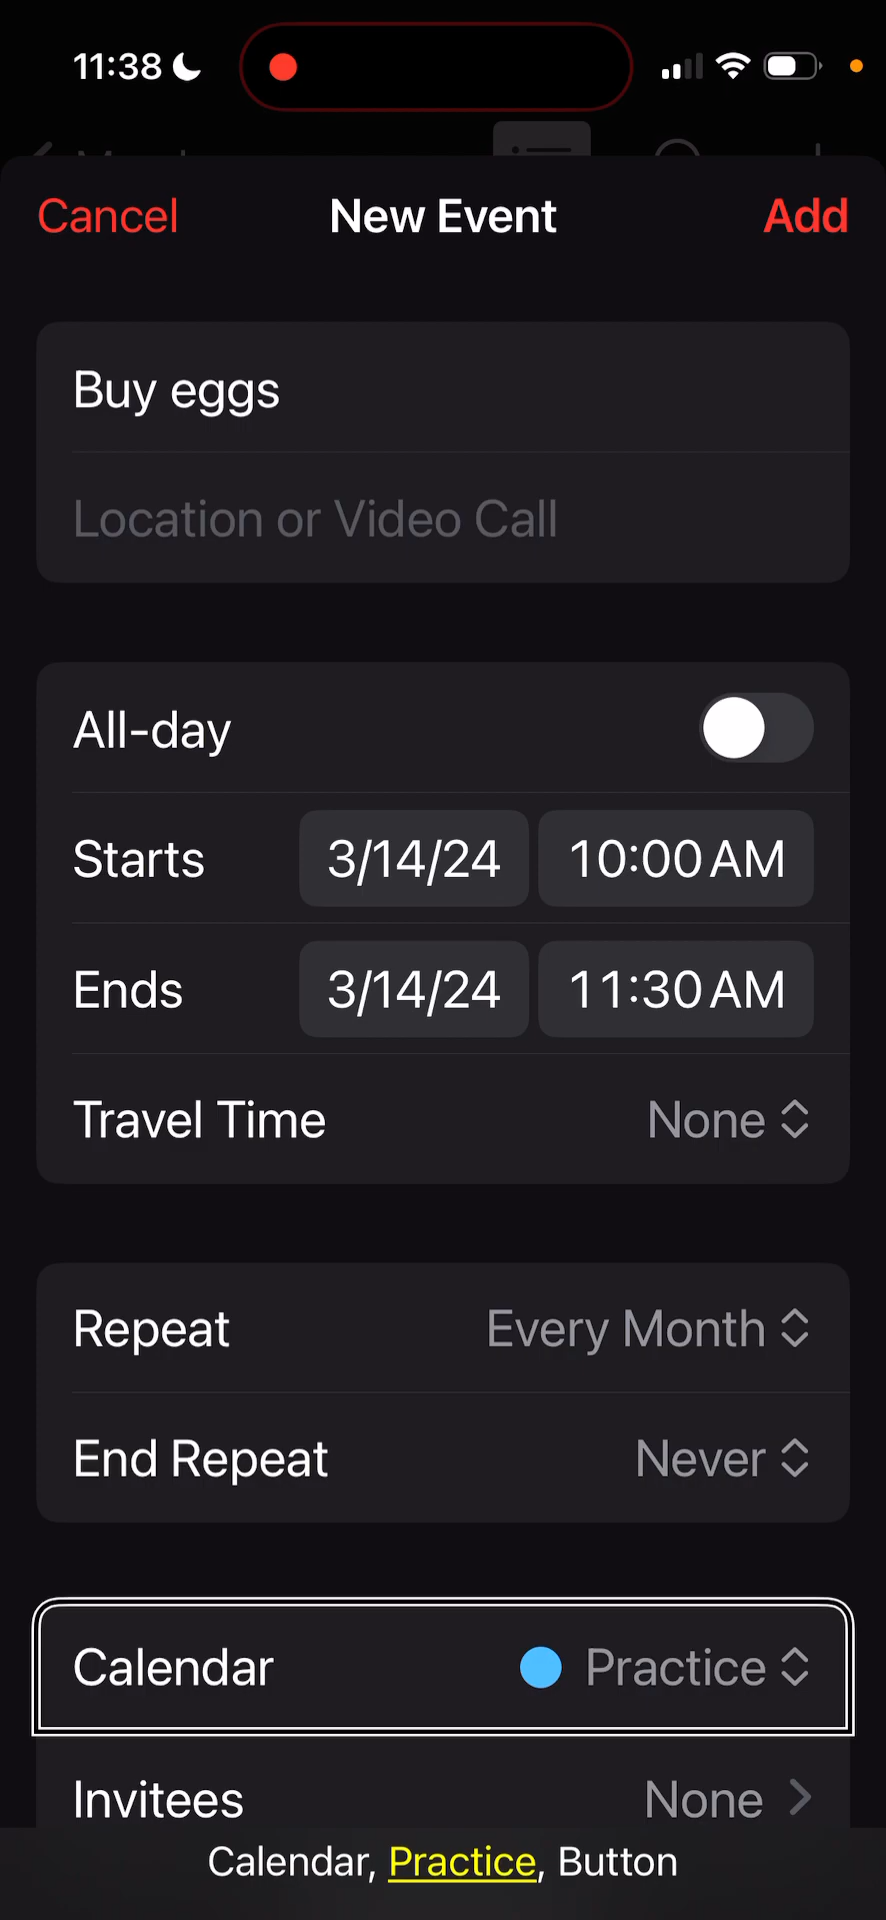 11:38
Cancel New Event Add
Buy eggs
Location or Video Call
All-day
Starts 3/14/24 10:00 AM
Ends 3/14/24 11:30 AM
Travel Time None
Repeat Every Month
End Repeat Never
Calendar Practice
Invitees None
Calendar, Practice, Button